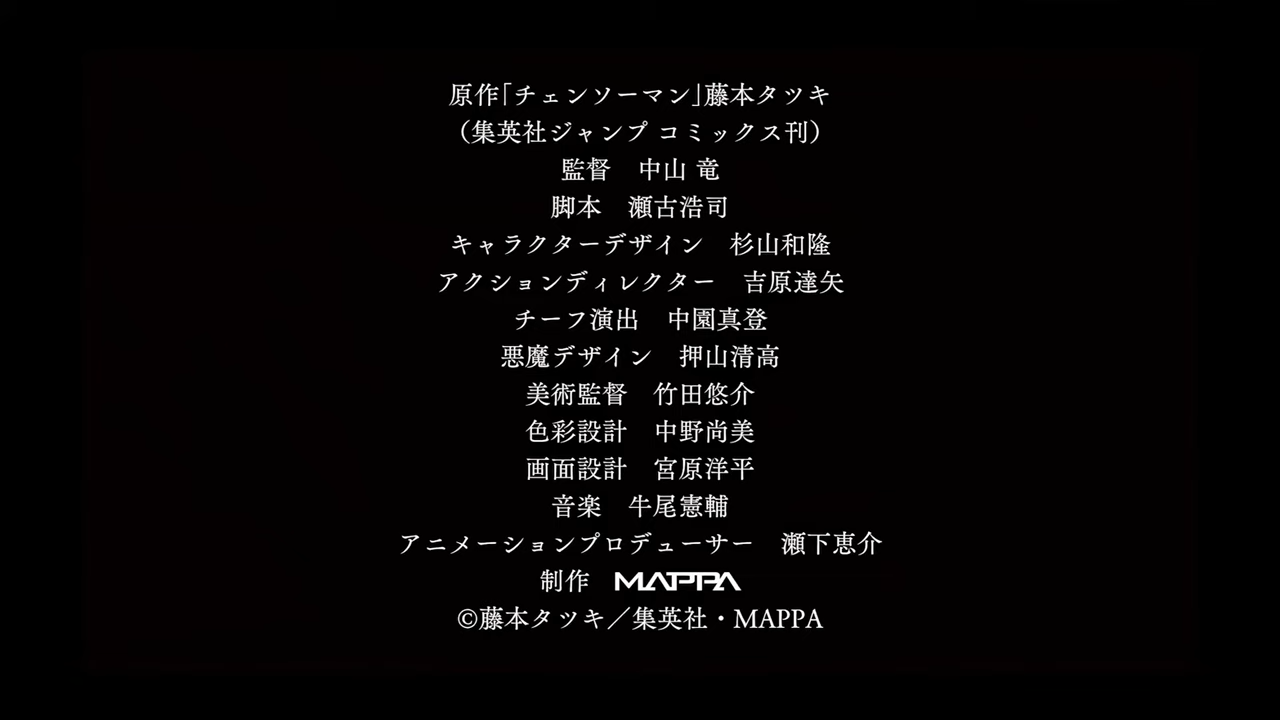 原作「チェンソーマン」藤本タツキ
（集英社ジャンプ コミックス刊）
監督　中山 竜
脚本　瀬古浩司
キャラクターデザイン　杉山和隆
アクションディレクター　吉原達矢
チーフ演出　中園真登
悪魔デザイン　押山清高
美術監督　竹田悠介
色彩設計　中野尚美
画面設計　宮原洋平
音楽　牛尾憲輔
アニメーションプロデューサー　瀬下恵介
制作　MAPPA
©藤本タツキ／集英社・MAPPA